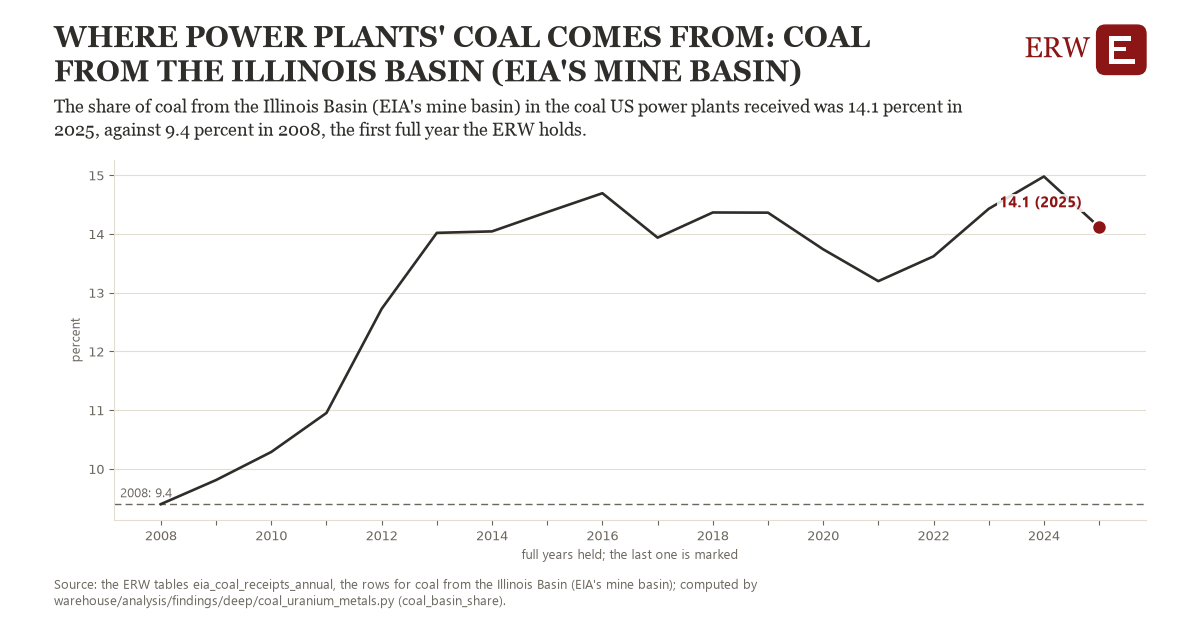 WHERE POWER PLANTS' COAL COMES FROM: COAL
FROM THE ILLINOIS BASIN (EIA'S MINE BASIN)
ERW E
The share of coal from the Illinois Basin (EIA's mine basin) in the coal US power plants received was 14.1 percent in
2025, against 9.4 percent in 2008, the first full year the ERW holds.
15
14
13
12
11
10
percent
14.1 (2025)
2008: 9.4
2008 2010 2012 2014 2016 2018 2020 2022 2024
full years held; the last one is marked
Source: the ERW tables eia_coal_receipts_annual, the rows for coal from the Illinois Basin (EIA's mine basin); computed by
warehouse/analysis/findings/deep/coal_uranium_metals.py (coal_basin_share).